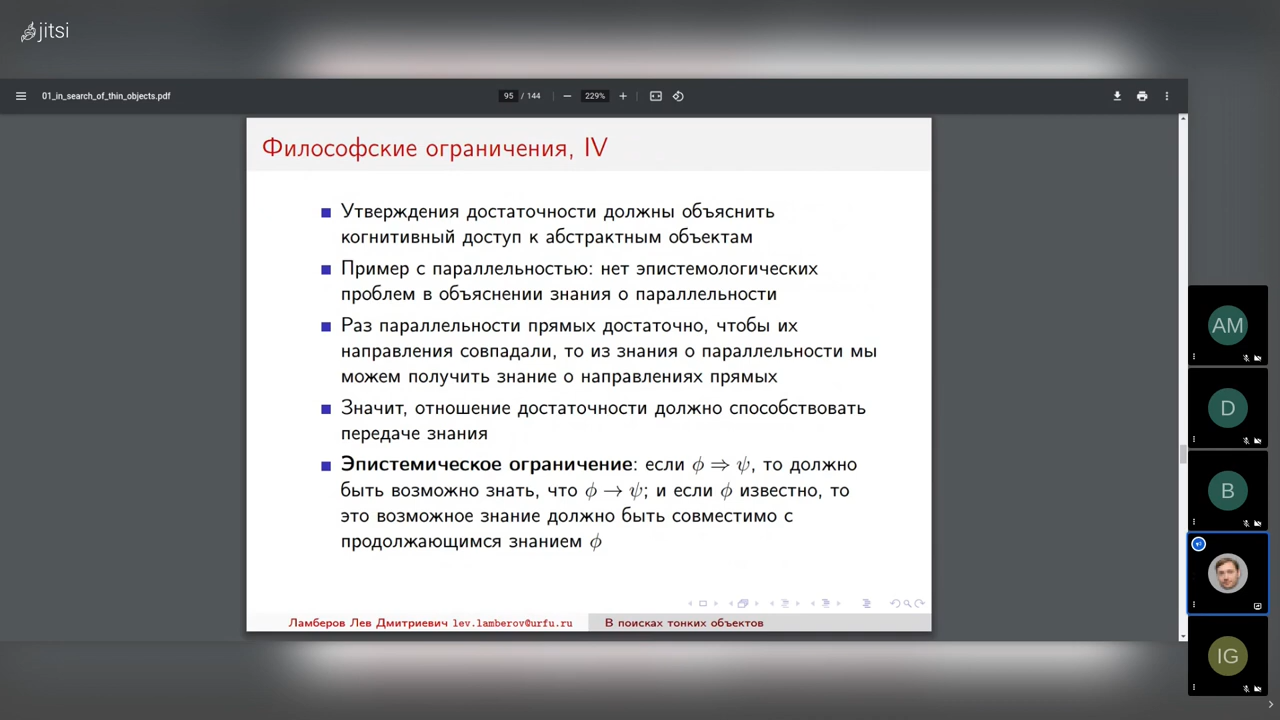 jitsi
01_in_search_of_thin_objects.pdf
95 / 144
229%
Философские ограничения, IV
Утверждения достаточности должны объяснить
когнитивный доступ к абстрактным объектам
Пример с параллельностью: нет эпистемологических
проблем в объяснении знания о параллельности
Раз параллельности прямых достаточно, чтобы их
направления совпадали, то из знания о параллельности мы
можем получить знание о направлениях прямых
Значит, отношение достаточности должно способствовать
передаче знания
Эпистемическое ограничение: если ϕ ⇒ ψ, то должно
быть возможно знать, что ϕ → ψ; и если ϕ известно, то
это возможное знание должно быть совместимо с
продолжающимся знанием ϕ
Ламберов Лев Дмитриевич lev.lamberov@urfu.ru
В поисках тонких объектов
AM
D
B
IG